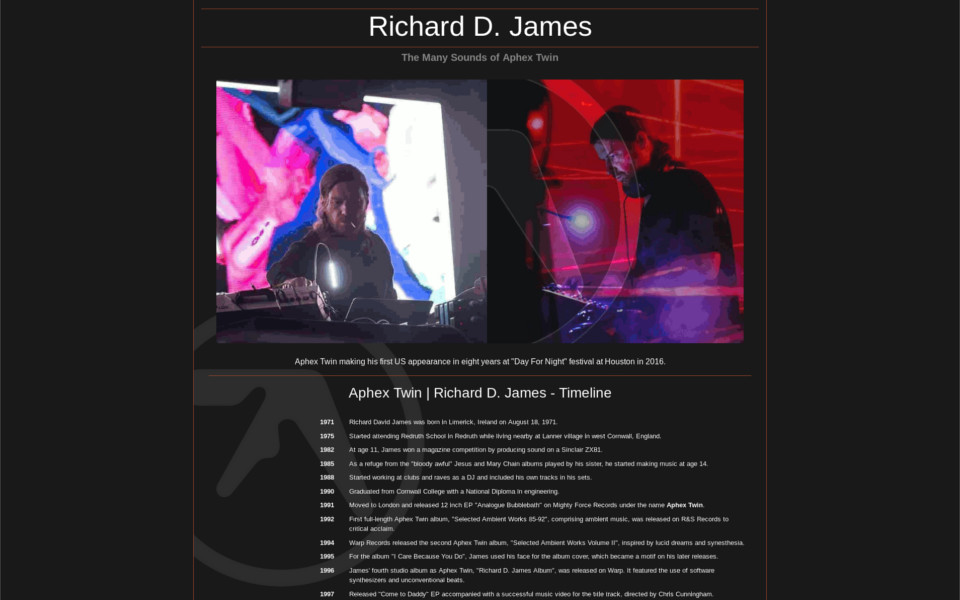 Richard D. James
The Many Sounds of Aphex Twin
Aphex Twin making his first US appearance in eight years at "Day For Night" festival at Houston in 2016.
Aphex Twin | Richard D. James - Timeline
1971 Richard David James was born in Limerick, Ireland on August 18, 1971.
1975 Started attending Redruth School in Redruth while living nearby at Lanner village in west Cornwall, England.
1982 At age 11, James won a magazine competition by producing sound on a Sinclair ZX81.
1985 As a refuge from the "bloody awful" Jesus and Mary Chain albums played by his sister, he started making music at age 14.
1988 Started working at clubs and raves as a DJ and included his own tracks in his sets.
1990 Graduated from Cornwall College with a National Diploma in engineering.
1991 Moved to London and released 12 inch EP "Analogue Bubblebath" on Mighty Force Records under the name Aphex Twin.
1992 First full-length Aphex Twin album, "Selected Ambient Works 85-92", comprising ambient music, was released on R&S Records to
critical acclaim.
1994 Warp Records released the second Aphex Twin album, "Selected Ambient Works Volume II", inspired by lucid dreams and synesthesia.
1995 For the album "I Care Because You Do", James used his face for the album cover, which became a motif on his later releases.
1996 James' fourth studio album as Aphex Twin, "Richard D. James Album", was released on Warp. It featured the use of software
synthesizers and unconventional beats.
1997 Released "Come to Daddy" EP accompanied with a successful music video for the title track, directed by Chris Cunningham.